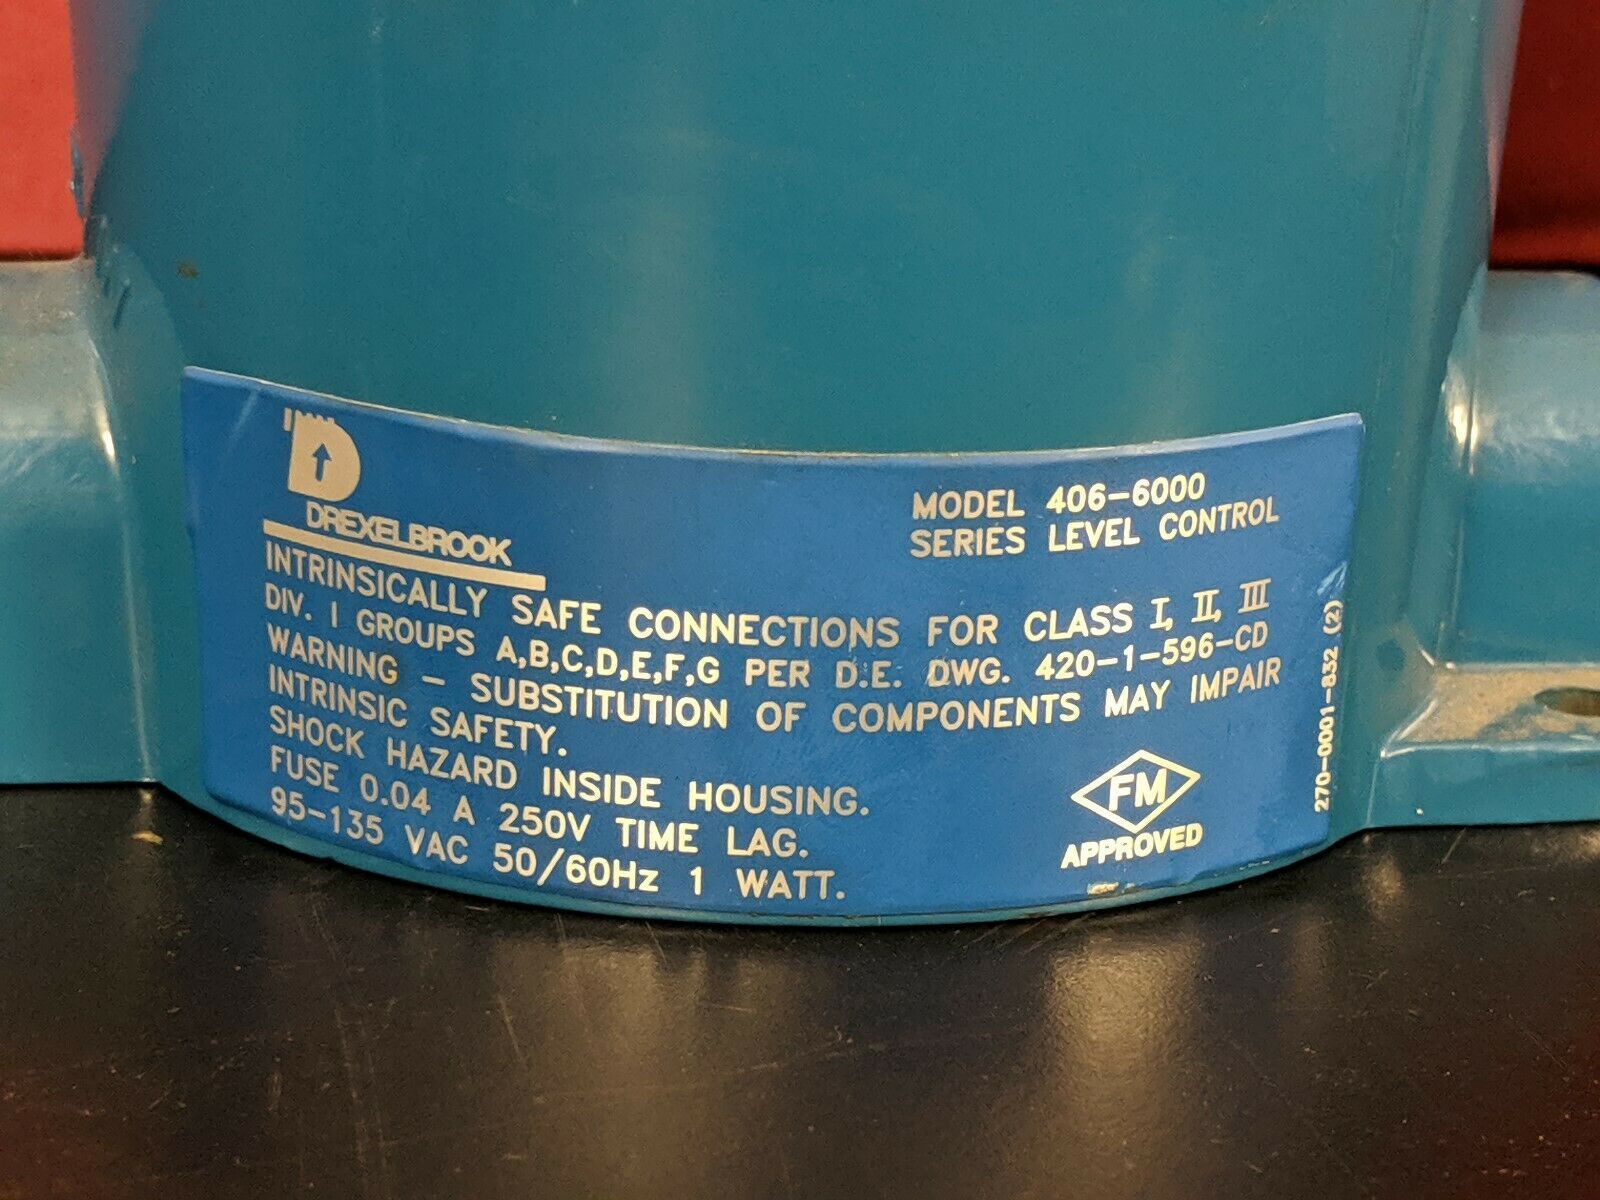 DREXELBROOK
MODEL 406-6000
SERIES LEVEL CONTROL
INTRINSICALLY SAFE CONNECTIONS FOR CLASS I, II, III
DIV. I GROUPS A,B,C,D,E,F,G PER D.E. DWG. 420-1-596-CD
WARNING - SUBSTITUTION OF COMPONENTS MAY IMPAIR
INTRINSIC SAFETY.
SHOCK HAZARD INSIDE HOUSING.
FUSE 0.04 A 250V TIME LAG.
95-135 VAC 50/60Hz 1 WATT.
FM
APPROVED
270-0001-832 (2)